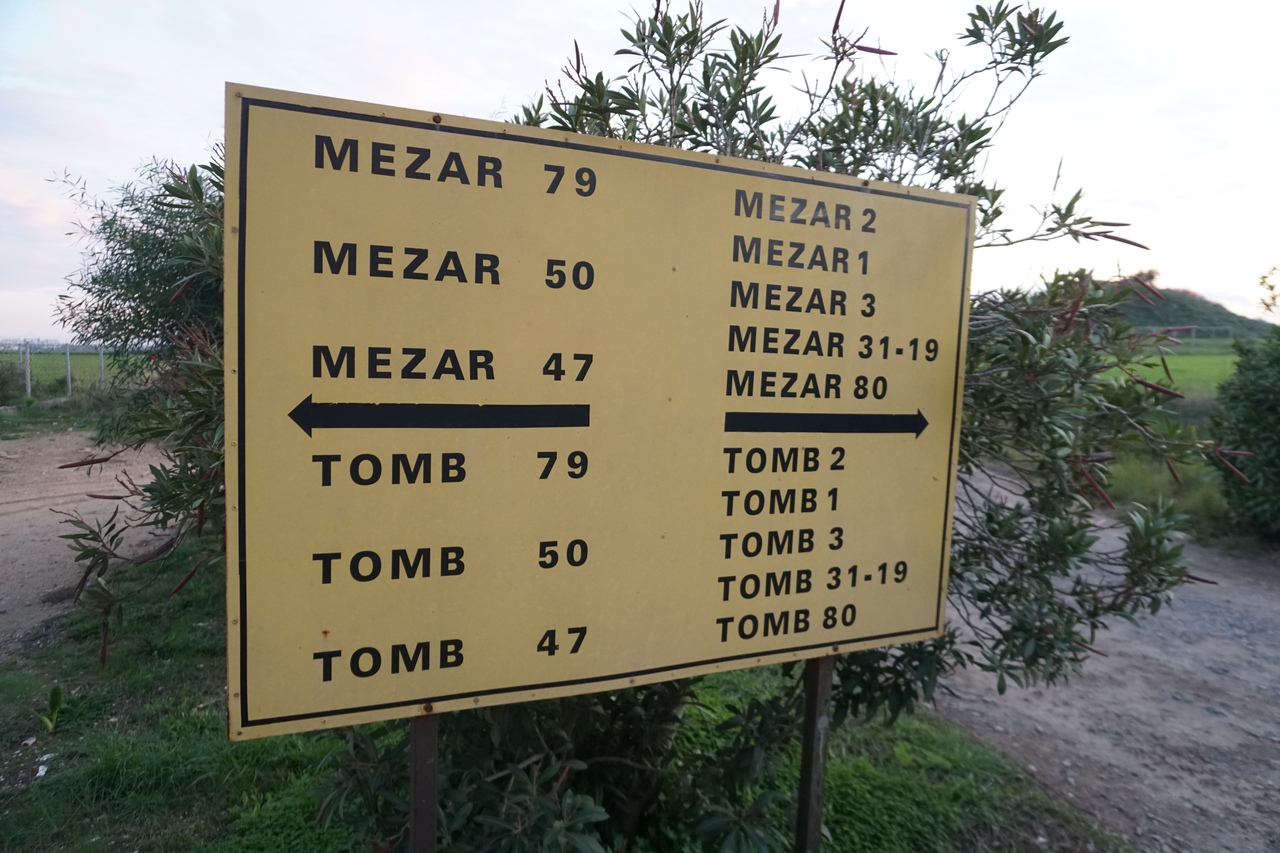 MEZAR 79
MEZAR 50
MEZAR 47
TOMB 79
TOMB 50
TOMB 47
MEZAR 2
MEZAR 1
MEZAR 3
MEZAR 31-19
MEZAR 80
TOMB 2
TOMB 1
TOMB 3
TOMB 31-19
TOMB 80